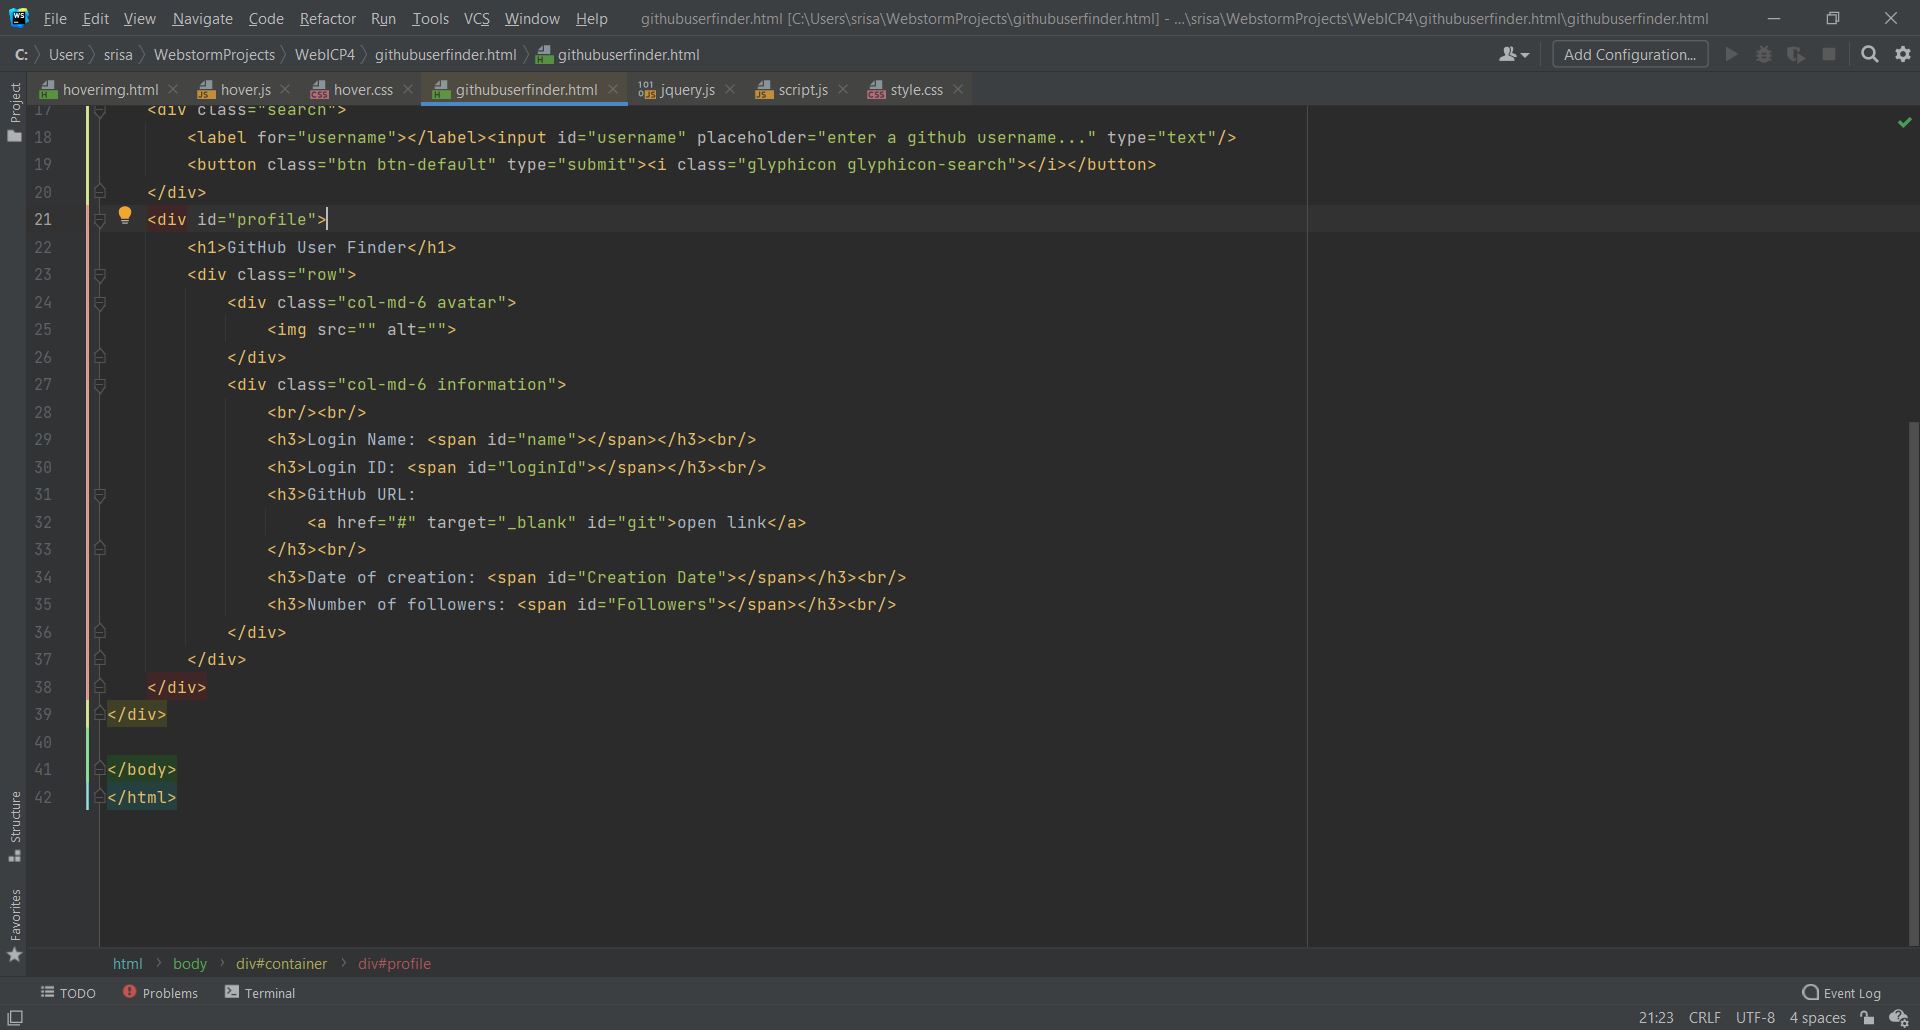 WS File Edit View Navigate Code Refactor Run Tools VCS Window Help githubuserfinder.html [C:\Users\srisa\WebstormProjects\githubuserfinder.html] - ...\srisa\WebstormProjects\WebICP4\githubuserfinder.html\githubuserfinder.html
C: Users srisa WebstormProjects WebICP4 githubuserfinder.html githubuserfinder.html Add Configuration...
hoverimg.html hover.js hover.css githubuserfinder.html jquery.js script.js style.css
Project
17 <div class="search">
18 <label for="username"></label><input id="username" placeholder="enter a github username..." type="text"/>
19 <button class="btn btn-default" type="submit"><i class="glyphicon glyphicon-search"></i></button>
20 </div>
21 <div id="profile">
22 <h1>GitHub User Finder</h1>
23 <div class="row">
24 <div class="col-md-6 avatar">
25 <img src="" alt="">
26 </div>
27 <div class="col-md-6 information">
28 <br/><br/>
29 <h3>Login Name: <span id="name"></span></h3><br/>
30 <h3>Login ID: <span id="loginId"></span></h3><br/>
31 <h3>GitHub URL:
32 <a href="#" target="_blank" id="git">open link</a>
33 </h3><br/>
34 <h3>Date of creation: <span id="Creation Date"></span></h3><br/>
35 <h3>Number of followers: <span id="Followers"></span></h3><br/>
36 </div>
37 </div>
38 </div>
39 </div>
40
41 </body>
42 </html>
Structure
Favorites
html body div#container div#profile
TODO Problems Terminal Event Log
21:23 CRLF UTF-8 4 spaces